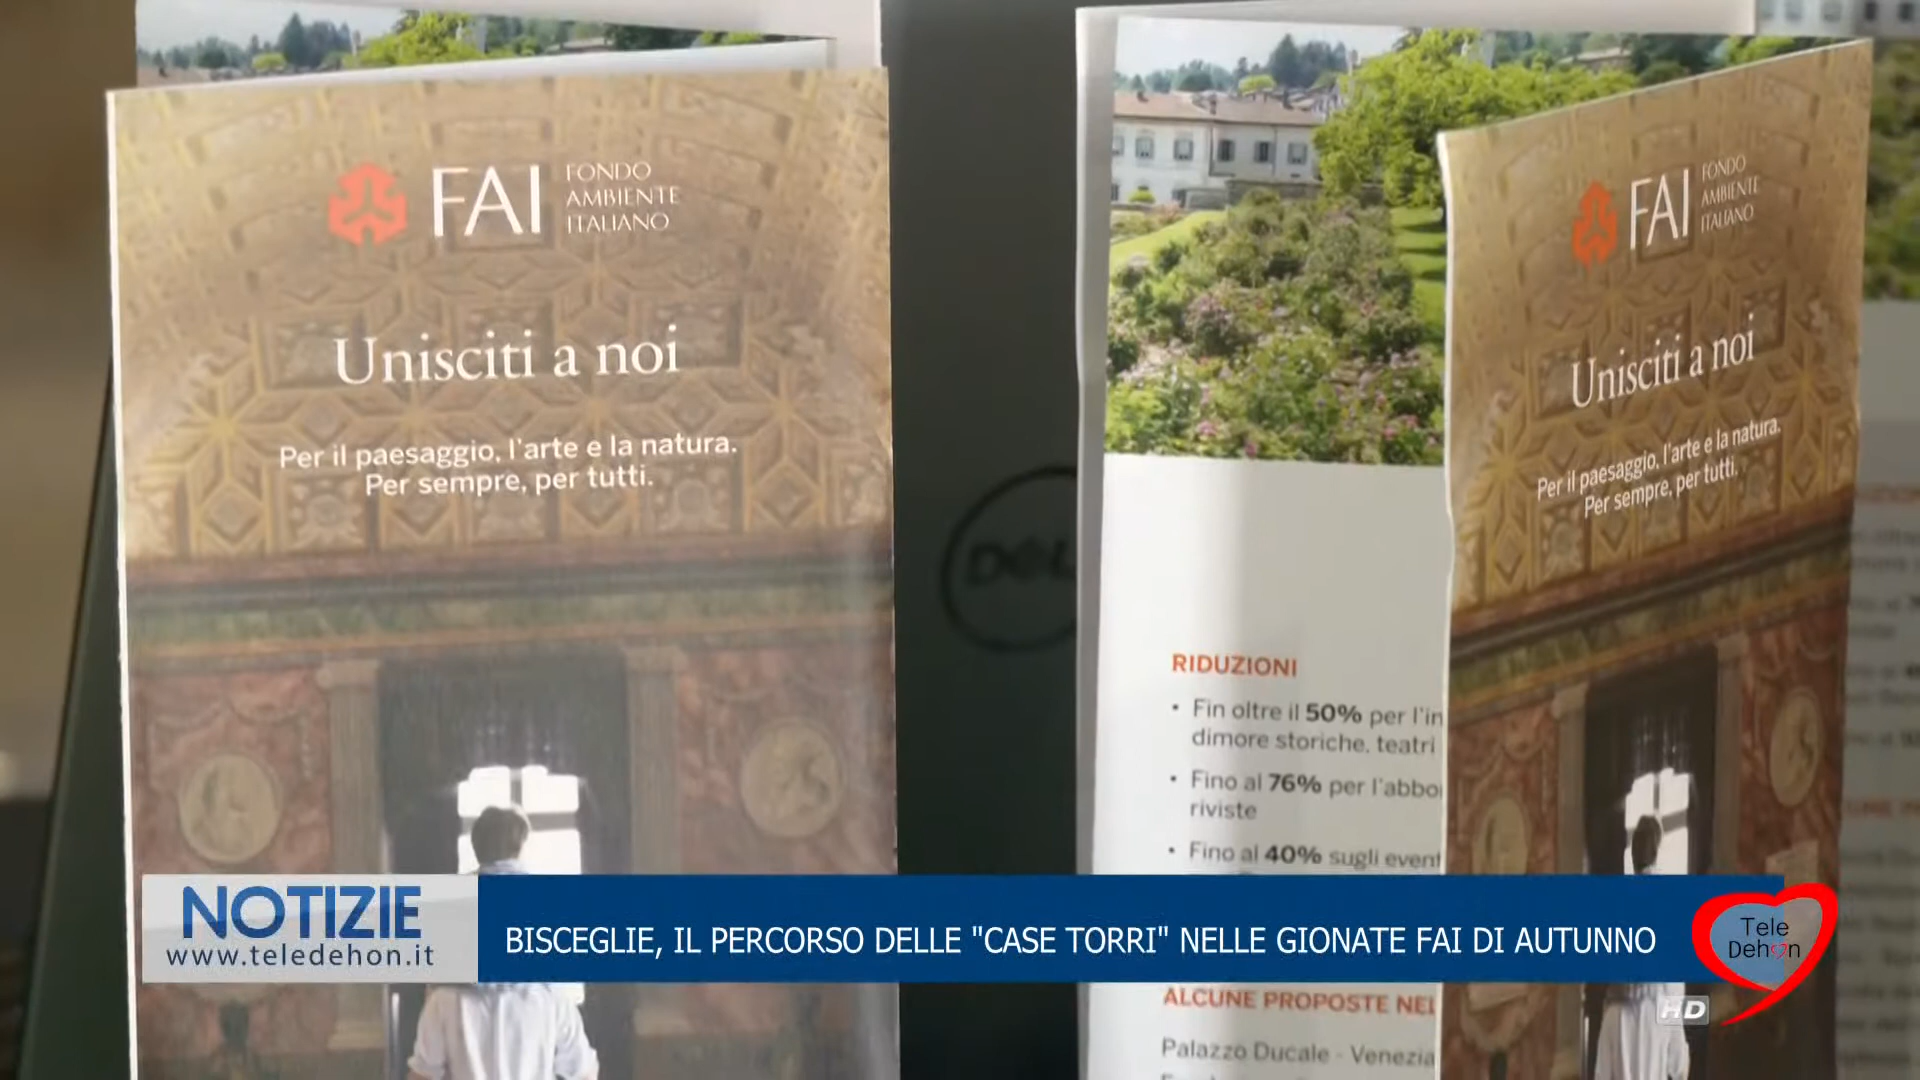 FAI FONDO
AMBIENTE
ITALIANO
Unisciti a noi
Per il paesaggio, l'arte e la natura.
Per sempre, per tutti.
RIDUZIONI
• Fin oltre il 50% per l'in
dimore storiche, teatri
• Fino al 76% per l'abbo
riviste
• Fino al 40% sugli event
ALCUNE PROPOSTE NEL
Palazzo Ducale - Venezia
FAI FONDO
AMBIENTE
ITALIANO
Unisciti a noi
Per il paesaggio, l'arte e la natura.
Per sempre, per tutti.
NOTIZIE
www.teledehon.it
BISCEGLIE, IL PERCORSO DELLE "CASE TORRI" NELLE GIONATE FAI DI AUTUNNO
Tele
Dehon
HD